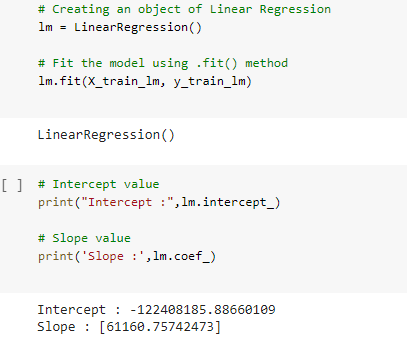 # Creating an object of Linear Regression
lm = LinearRegression()
# Fit the model using .fit() method
lm.fit(X_train_lm, y_train_lm)
LinearRegression()
[ ] # Intercept value
print("Intercept :",lm.intercept_)
# Slope value
print('Slope :',lm.coef_)
Intercept : -122408185.88660109
Slope : [61160.75742473]